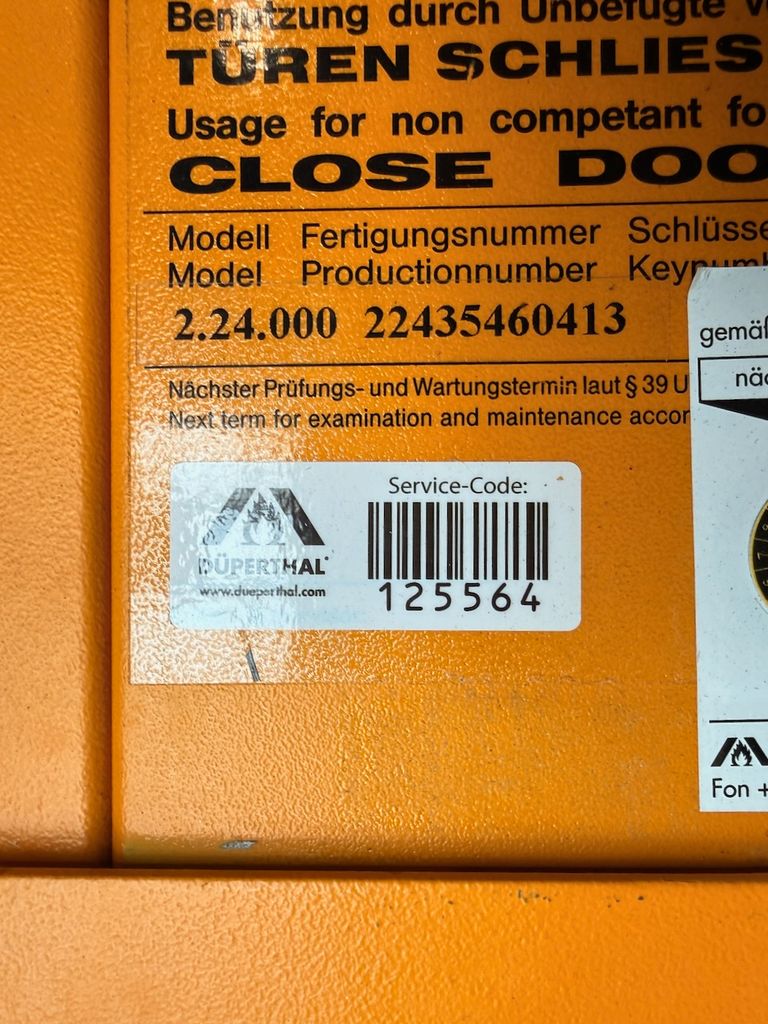 Benutzung durch Unbefugte v
TÜREN SCHLIES
Usage for non competant fo
CLOSE DOO
Modell Fertigungsnummer Schlüsse
Model Productionnumber Keynumb
2.24.000 22435460413
Nächster Prüfungs- und Wartungstermin laut § 39 U
Next term for examination and maintenance accor
Service-Code:
DÜPERTHAL
www.dueperthal.com
125564
gemäß
näc
Fon +